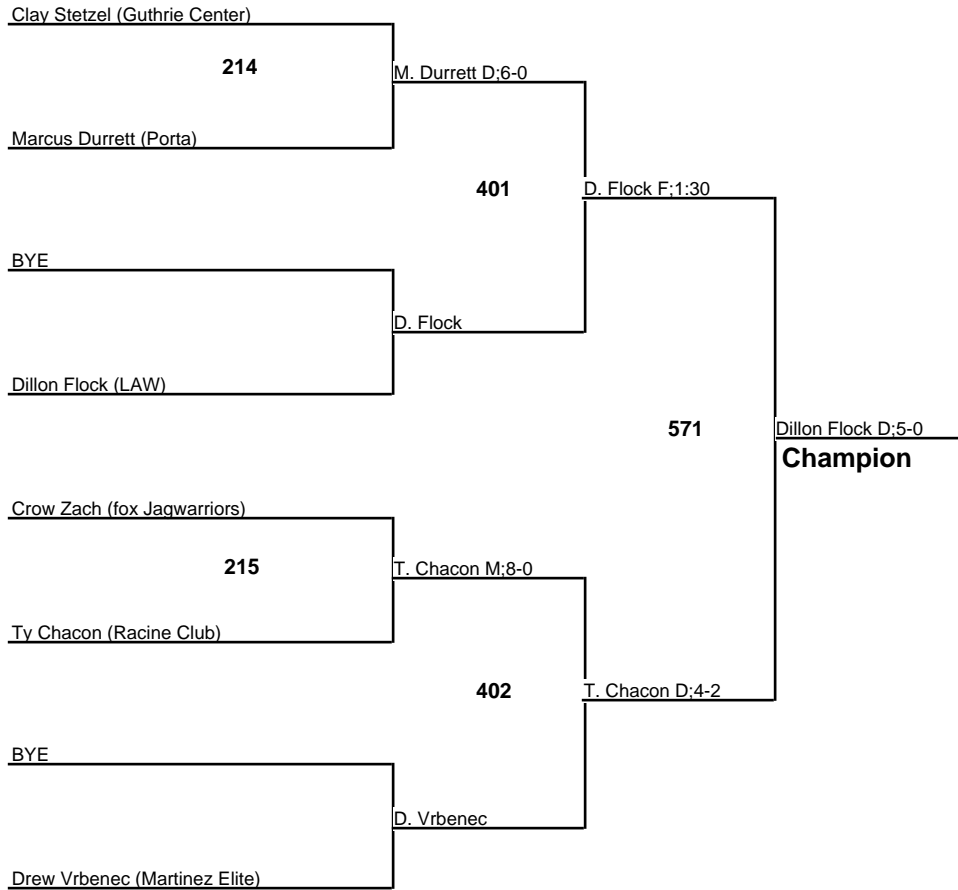 Clay Stetzel (Guthrie Center)
214
M. Durrett D;6-0
Marcus Durrett (Porta)
401
D. Flock F;1:30
BYE
D. Flock
Dillon Flock (LAW)
571
Dillon Flock D;5-0
Champion
Crow Zach (fox Jagwarriors)
215
T. Chacon M;8-0
Ty Chacon (Racine Club)
402
T. Chacon D;4-2
BYE
D. Vrbenec
Drew Vrbenec (Martinez Elite)